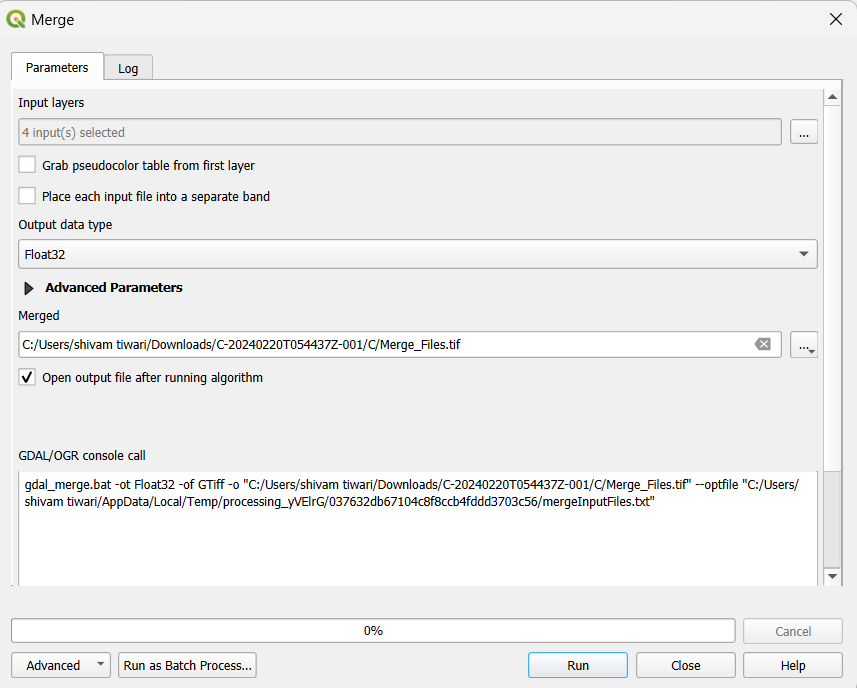 Merge
Parameters
Log
Input layers
4 input(s) selected
...
Grab pseudocolor table from first layer
Place each input file into a separate band
Output data type
Float32
Advanced Parameters
Merged
C:/Users/shivam tiwari/Downloads/C-20240220T054437Z-001/C/Merge_Files.tif
...
Open output file after running algorithm
GDAL/OGR console call
gdal_merge.bat -ot Float32 -of GTiff -o "C:/Users/shivam tiwari/Downloads/C-20240220T054437Z-001/C/Merge_Files.tif" --optfile "C:/Users/
shivam tiwari/AppData/Local/Temp/processing_yVElrG/037632db67104c8f8ccb4fddd3703c56/mergeInputFiles.txt"
0%
Cancel
Advanced
Run as Batch Process...
Run
Close
Help